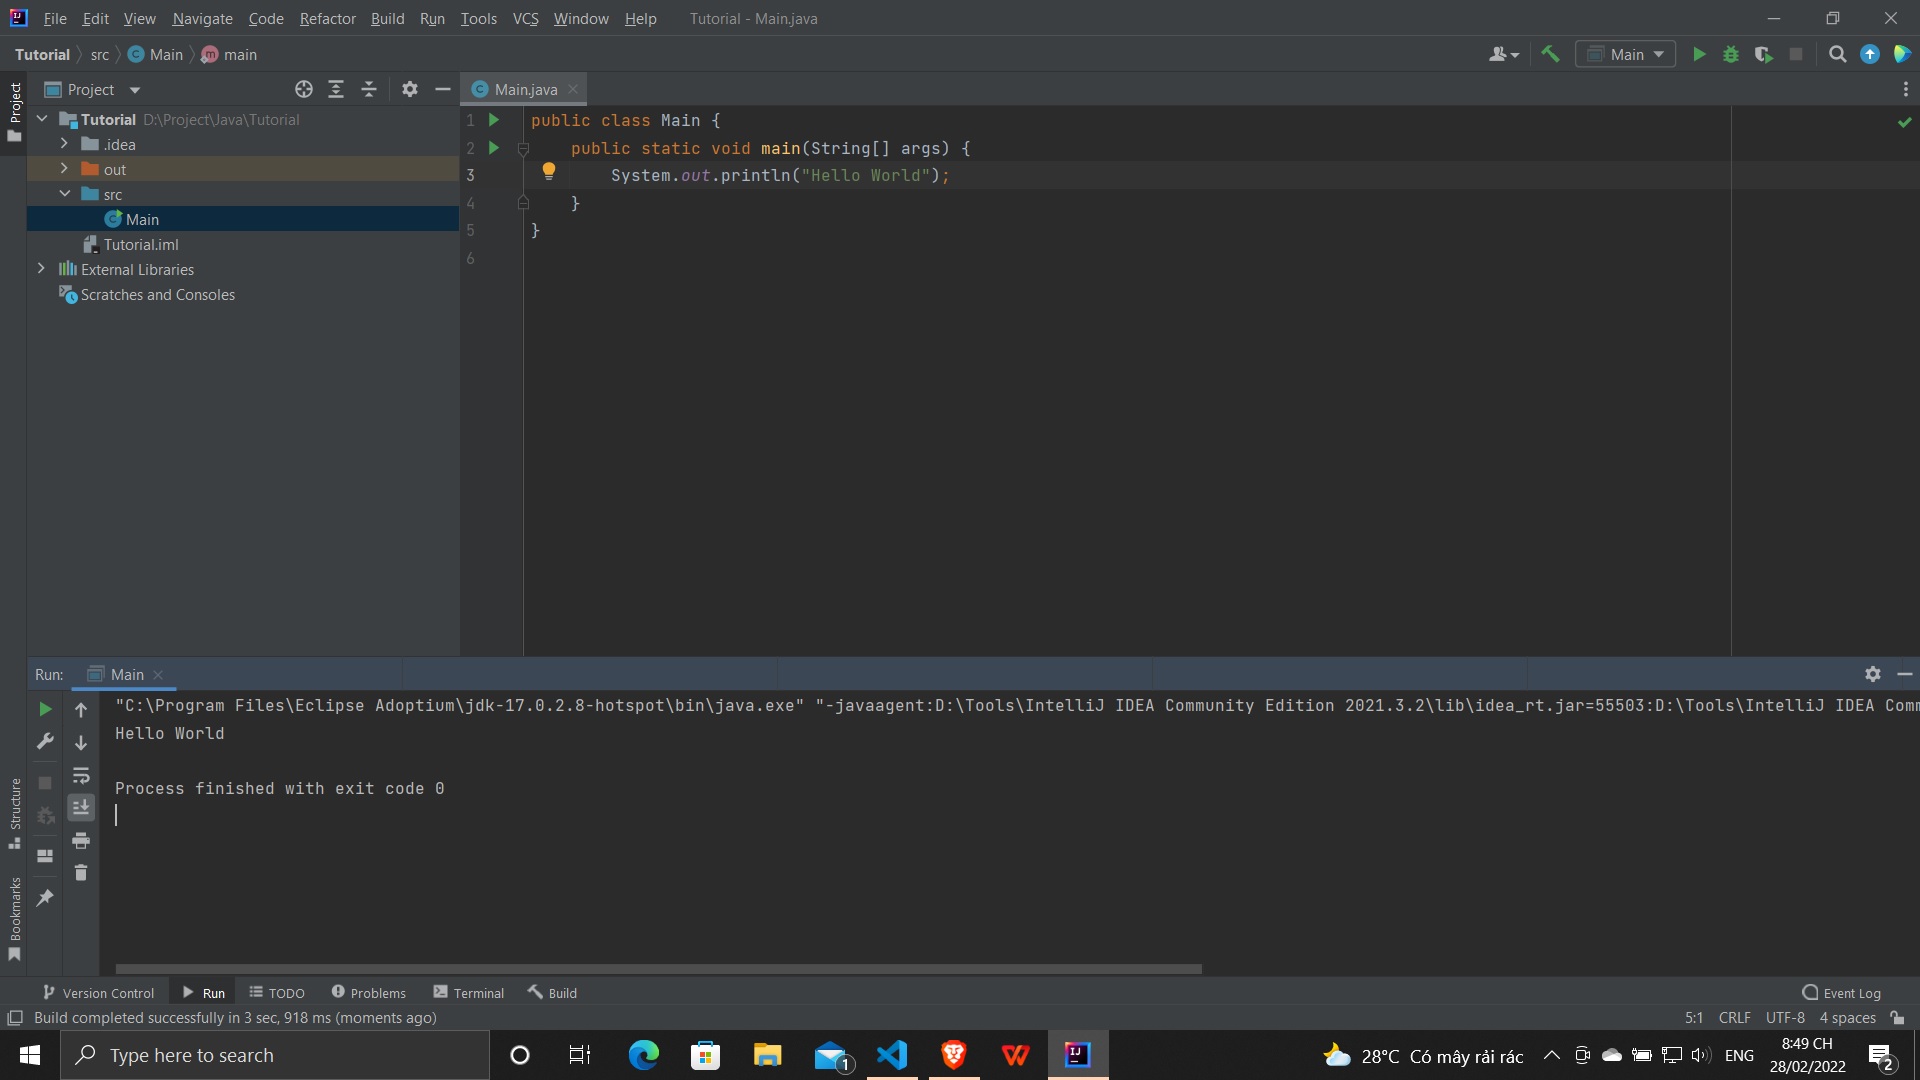 File Edit View Navigate Code Refactor Build Run Tools VCS Window Help Tutorial - Main.java
Tutorial src Main main
Main
Project
Project
Main.java
Tutorial D:\Project\Java\Tutorial
.idea
out
src
Main
Tutorial.iml
External Libraries
Scratches and Consoles
1 public class Main {
2 public static void main(String[] args) {
3 System.out.println("Hello World");
4 }
5 }
6
Run: Main
"C:\Program Files\Eclipse Adoptium\jdk-17.0.2.8-hotspot\bin\java.exe" "-javaagent:D:\Tools\IntelliJ IDEA Community Edition 2021.3.2\lib\idea_rt.jar=55503:D:\Tools\IntelliJ IDEA Comm
Hello World
Process finished with exit code 0
Structure
Bookmarks
Version Control Run TODO Problems Terminal Build Event Log
Build completed successfully in 3 sec, 918 ms (moments ago) 5:1 CRLF UTF-8 4 spaces
Type here to search
1
28°C Có mây rải rác
ENG
8:49 CH
28/02/2022
2